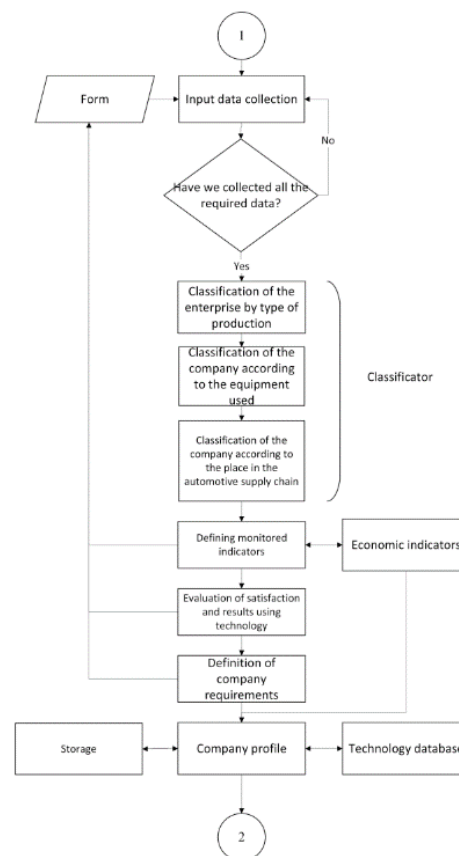 1
Form
Input data collection
No
Have we collected all the
required data?
Yes
Classification of the
enterprise by type of
production
Classification of the
company according
to the equipment
used
Classificator
Classification of the
company according to
the place in the
automotive supply chain
Defining monitored
indicators
Economic indicators
Evaluation of satisfaction
and results using
technology
Definition of
company
requirements
Storage
Company profile
Technology database
2